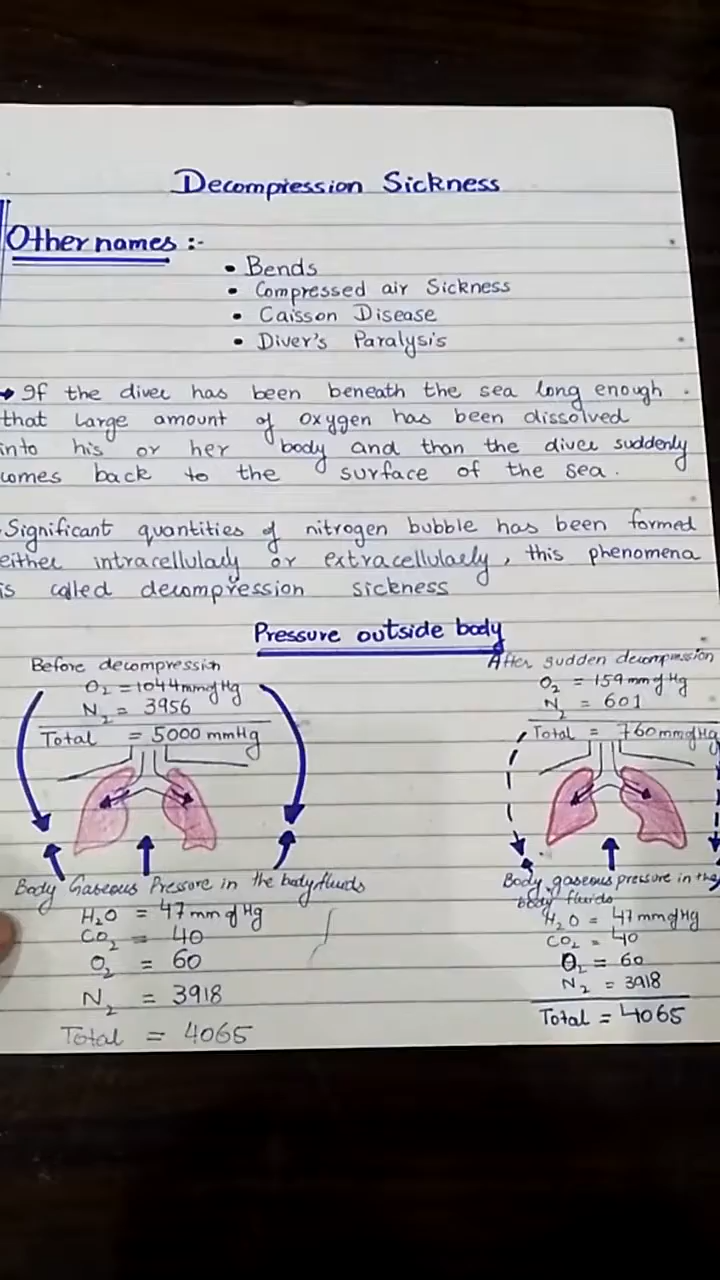 Decompression Sickness
Other names :-
• Bends
• Compressed air Sickness
• Caisson Disease
• Diver's Paralysis
→ If the diver has been beneath the sea long enough
that large amount of oxygen has been dissolved
into his or her body and than the diver suddenly
comes back to the surface of the sea.
Significant quantities of nitrogen bubble has been formed
either intracellularly or extracellularly, this phenomena
is called decompression sickness
Pressure outside body
Before decompression
O₂ = 1044 mm of Hg
N₂ = 3956
Total = 5000 mmHg
Body Gaseous Pressure in the body fluids
H₂O = 47 mm of Hg
CO₂ = 40
O₂ = 60
N₂ = 3918
Total = 4065
After sudden decompression
O₂ = 159 mm of Hg
N₂ = 601
Total = 760 mm of Hg
Body gaseous pressure in the
body fluids
H₂O = 47 mm of Hg
CO₂ = 40
O₂ = 60
N₂ = 3918
Total = 4065